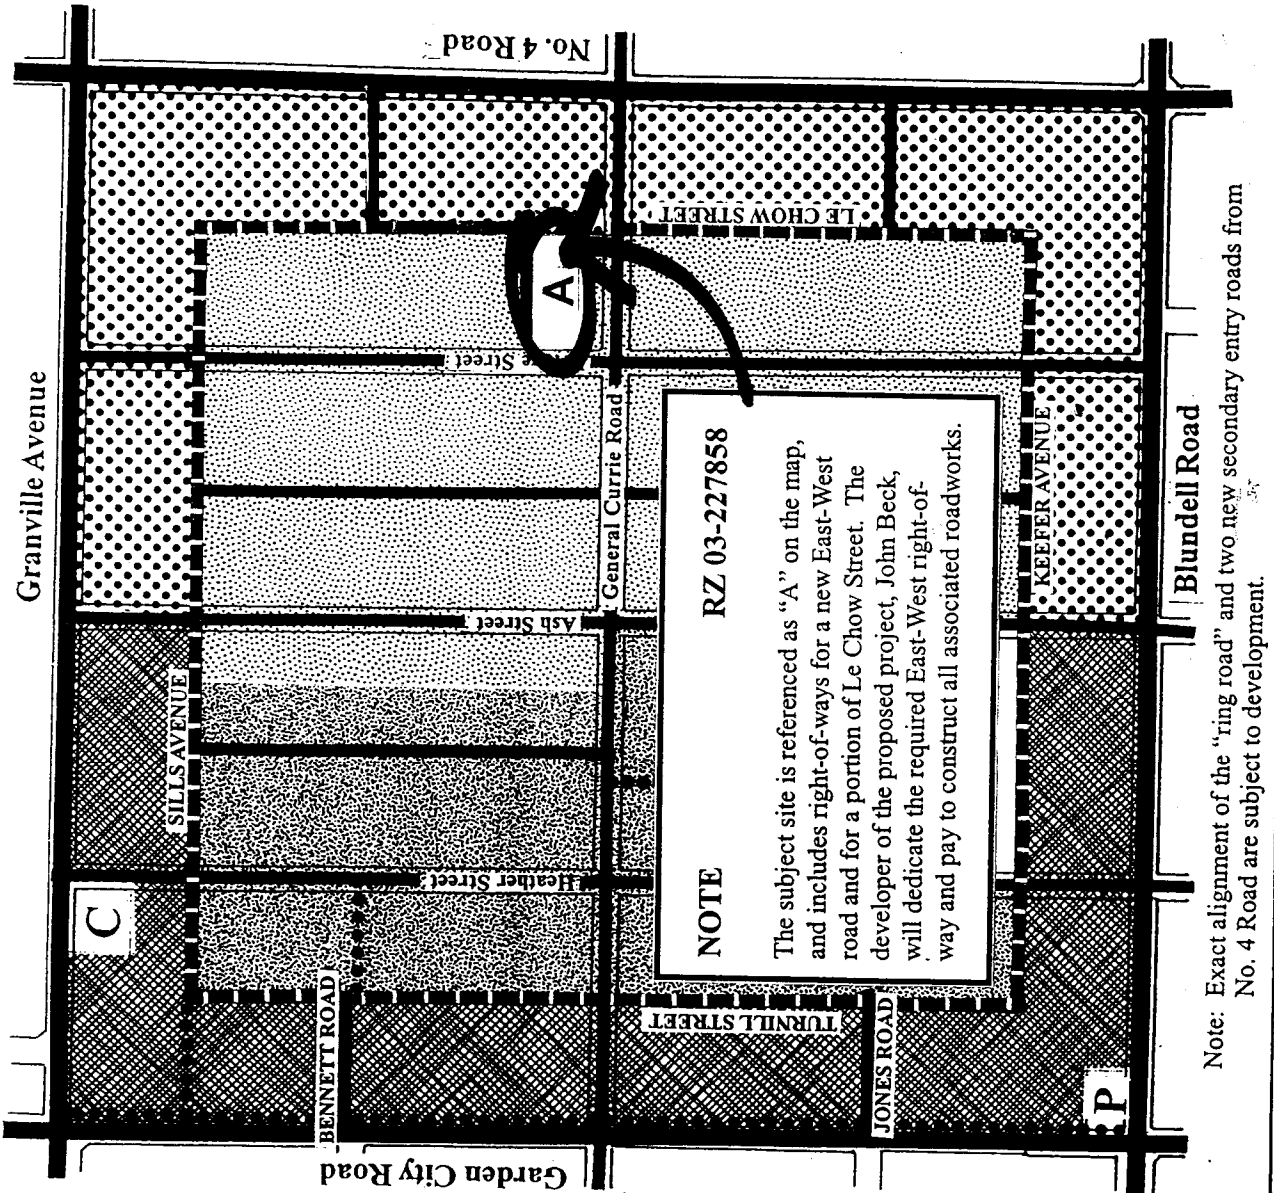 Granville Avenue
No. 4 Road
SILLS AVENUE
C
BENNETT ROAD
Garden City Road
Heather Street
Ash Street
Street
General Currie Road
A
LE CHOW STREET
TURNILL STREET
JONES ROAD
KEEFER AVENUE
P
Blundell Road
NOTE RZ 03-227858
The subject site is referenced as “A” on the map,
and includes right-of-ways for a new East-West
road and for a portion of Le Chow Street. The
developer of the proposed project, John Beck,
will dedicate the required East-West right-of-
way and pay to construct all associated roadworks.
Note: Exact alignment of the “ring road” and two new secondary entry roads from
No. 4 Road are subject to development.